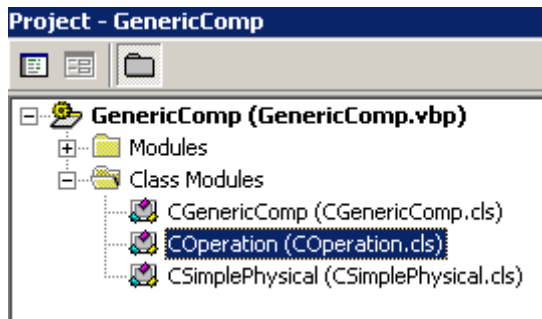 Project - GenericComp
GenericComp (GenericComp.vbp)
Modules
Class Modules
CGenericComp (CGenericComp.cls)
COperation (COperation.cls)
CSimplePhysical (CSimplePhysical.cls)